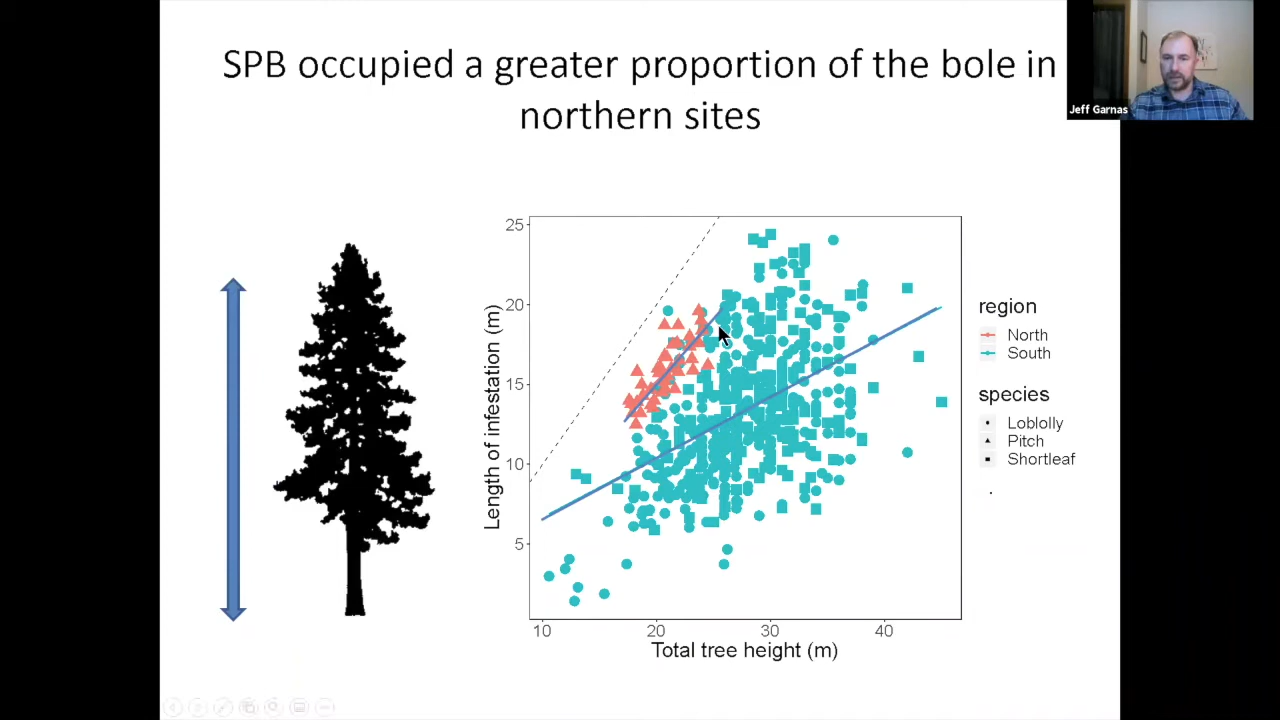 SPB occupied a greater proportion of the bole in
northern sites
Jeff Garnas
25
20
15
10
5
Length of infestation (m)
10 20 30 40
Total tree height (m)
region
North
South
species
Loblolly
Pitch
Shortleaf